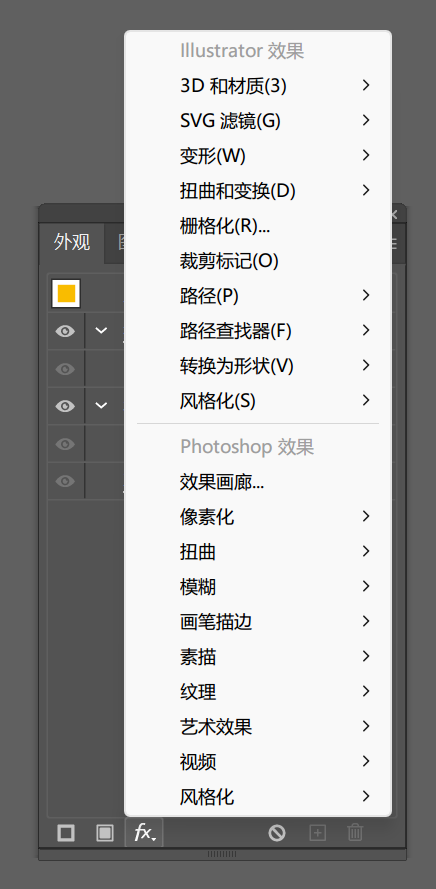 Illustrator 效果
3D 和材质(3)
SVG 滤镜(G)
变形(W)
扭曲和变换(D)
栅格化(R)...
裁剪标记(O)
路径(P)
路径查找器(F)
转换为形状(V)
风格化(S)
外观
Photoshop 效果
效果画廊...
像素化
扭曲
模糊
画笔描边
素描
纹理
艺术效果
视频
风格化
fx